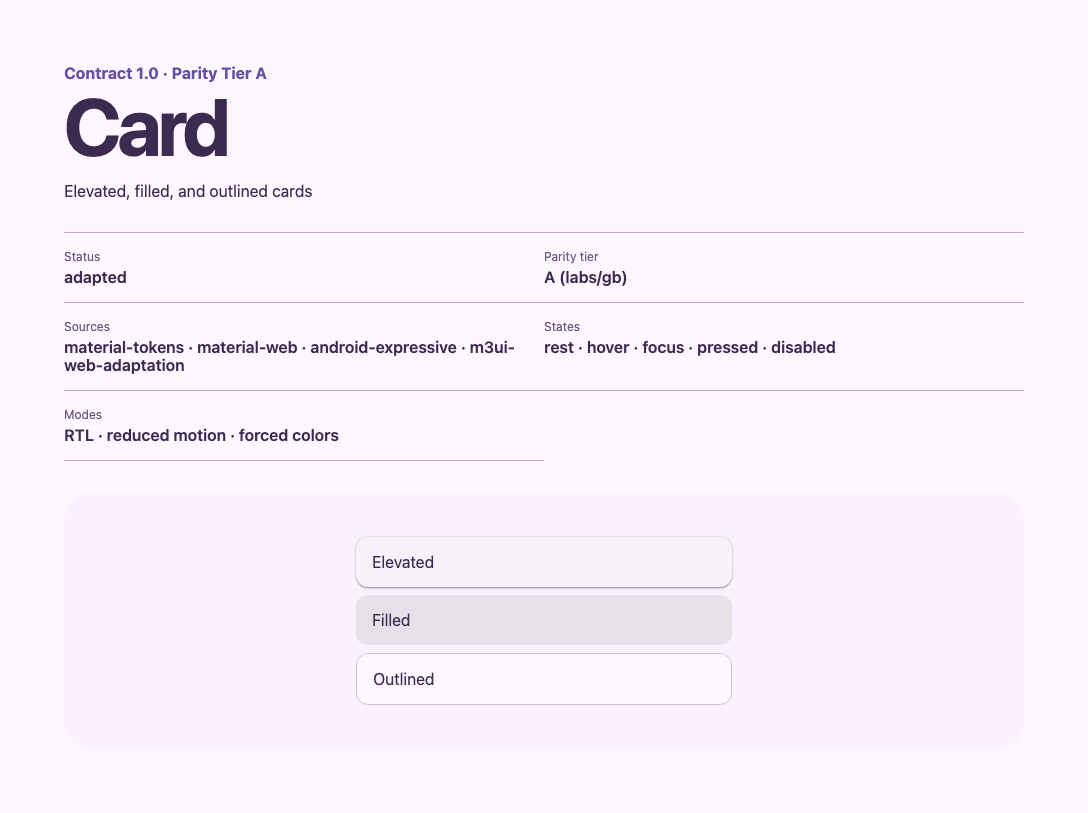 Contract 1.0 · Parity Tier A
Card
Elevated, filled, and outlined cards
Status
adapted
Parity tier
A (labs/gb)
Sources
material-tokens · material-web · android-expressive · m3ui-
web-adaptation
States
rest · hover · focus · pressed · disabled
Modes
RTL · reduced motion · forced colors
Elevated
Filled
Outlined